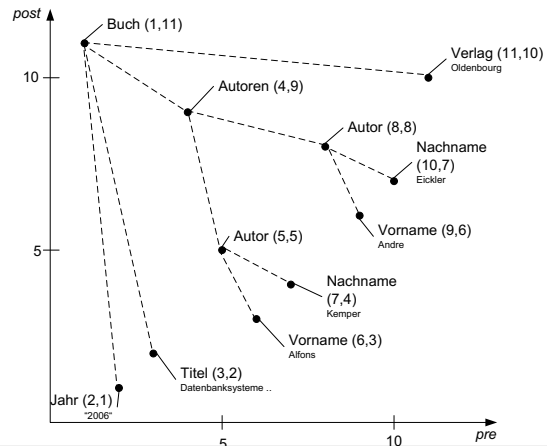 post
Buch (1,11)
Verlag (11,10)
Oldenbourg
10
Autoren (4,9)
Autor (8,8)
Nachname
(10,7)
Eickler
Vorname (9,6)
Andre
Autor (5,5)
5
Nachname
(7,4)
Kemper
Vorname (6,3)
Alfons
Titel (3,2)
Datenbanksysteme ..
Jahr (2,1)
"2006"
5
10
pre